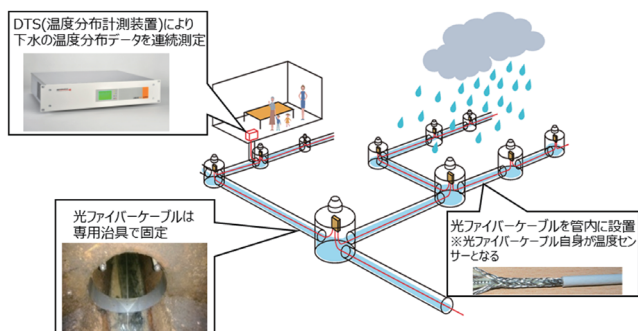 DTS(温度分布計測装置)により
下水の温度分布データを連続測定
光ファイバーケーブルは
専用治具で固定
光ファイバーケーブルを管内に設置
※光ファイバーケーブル自身が温度セン
サーとなる